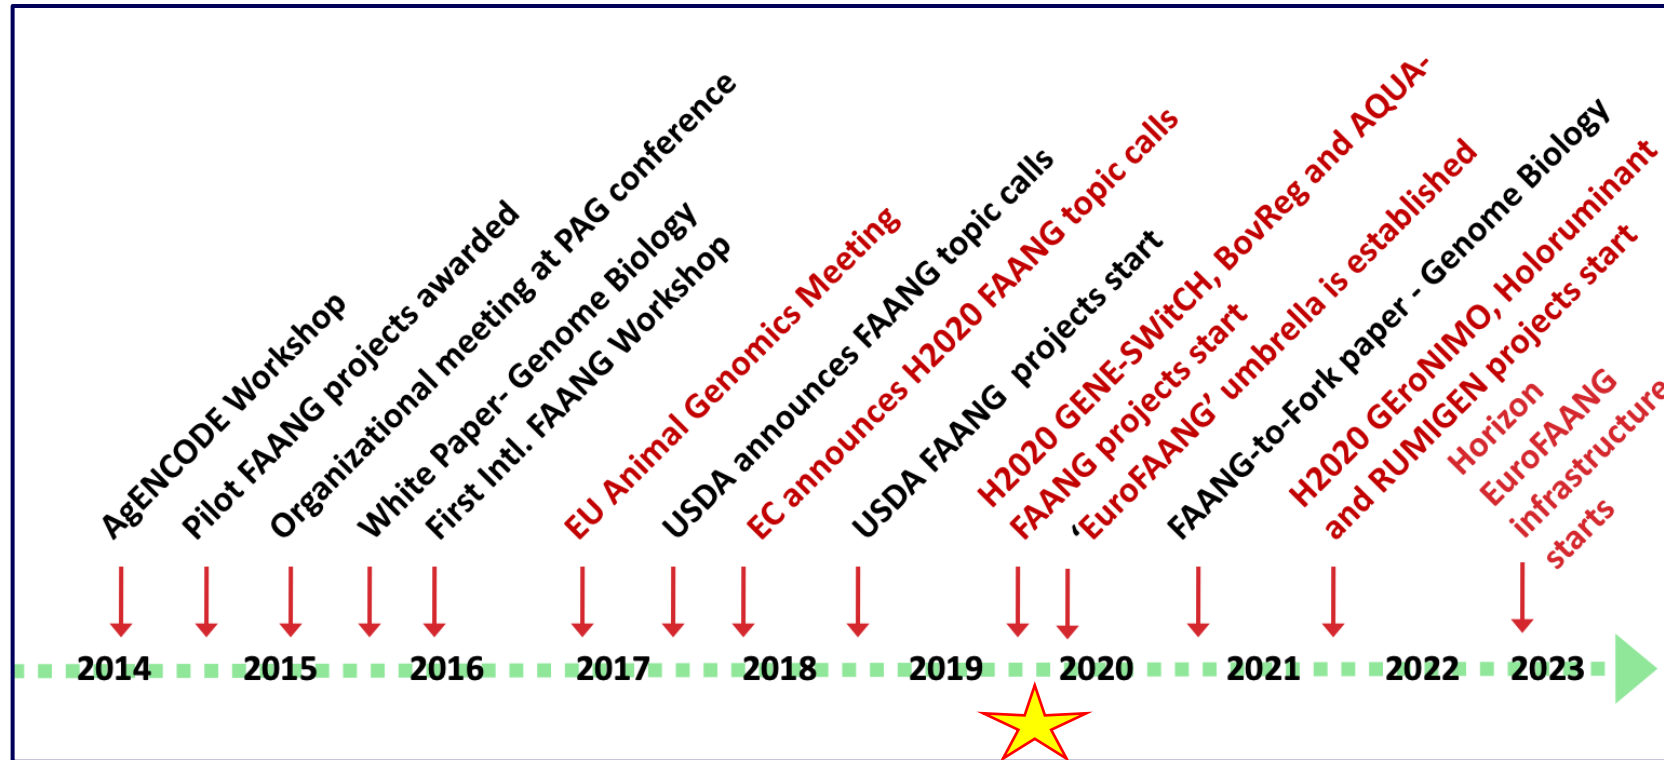 AgENCODE Workshop
Pilot FAANG projects awarded
Organizational meeting at PAG conference
White Paper- Genome Biology
First Intl. FAANG Workshop
EU Animal Genomics Meeting
USDA announces FAANG topic calls
EC announces H2020 FAANG topic calls
USDA FAANG projects start
H2020 GENE-SWitCH, BovReg and AQUA-
FAANG projects start
‘EuroFAANG’ umbrella is established
FAANG-to-Fork paper - Genome Biology
H2020 GEroNIMO, Holoruminant
and RUMIGEN projects start
Horizon
EuroFAANG
infrastructure
starts
2014 2015 2016 2017 2018 2019 2020 2021 2022 2023